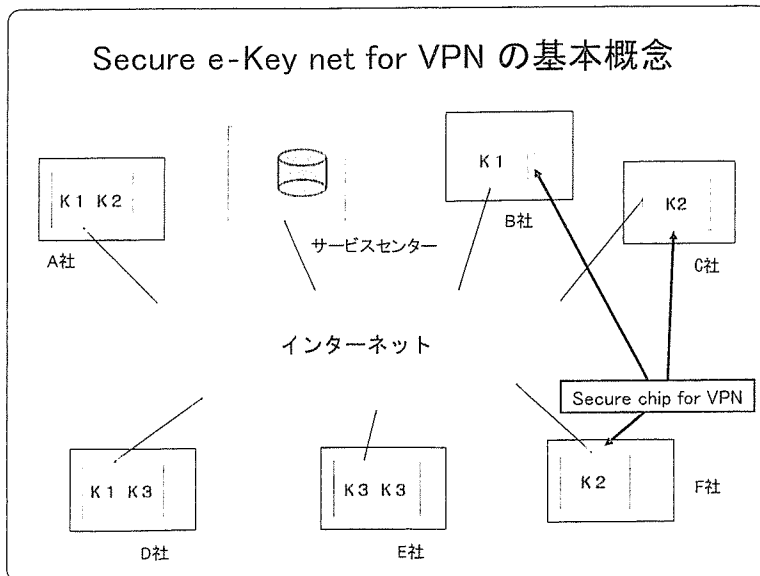 Secure e-Key net for VPN の基本概念
K1 K2
A社
サービスセンター
K1
B社
K2
C社
インターネット
Secure chip for VPN
K1 K3
D社
K3 K3
E社
K2
F社